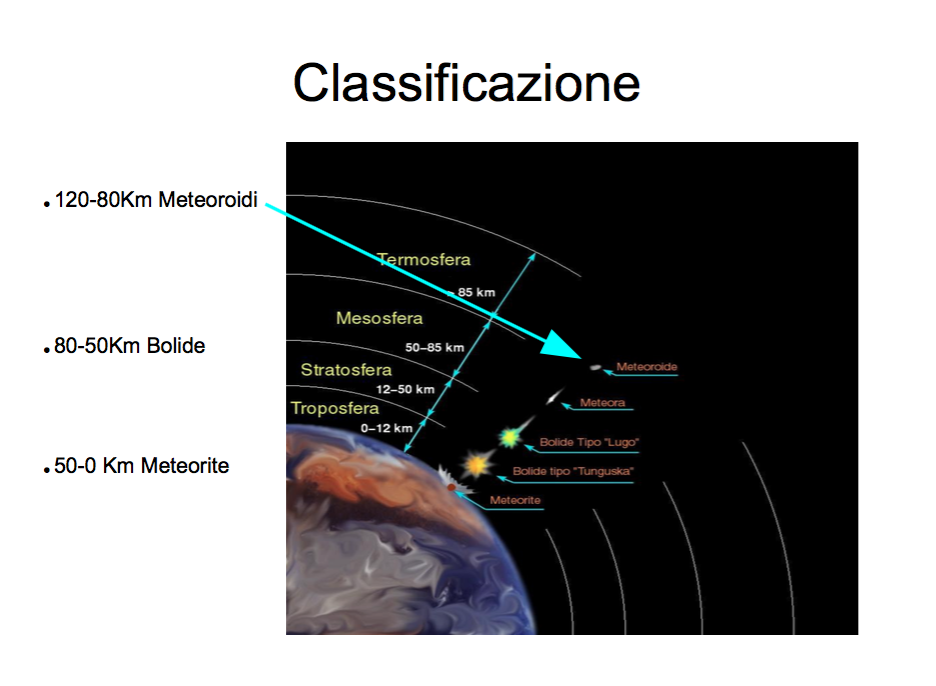 Classificazione
. 120-80Km Meteoroidi
. 80-50Km Bolide
. 50-0 Km Meteorite
Termosfera
~ 85 km
Mesosfera
50–85 km
Stratosfera
12–50 km
Troposfera
0–12 km
Meteoroide
Meteora
Bolide Tipo "Lugo"
Bolide tipo "Tunguska"
Meteorite